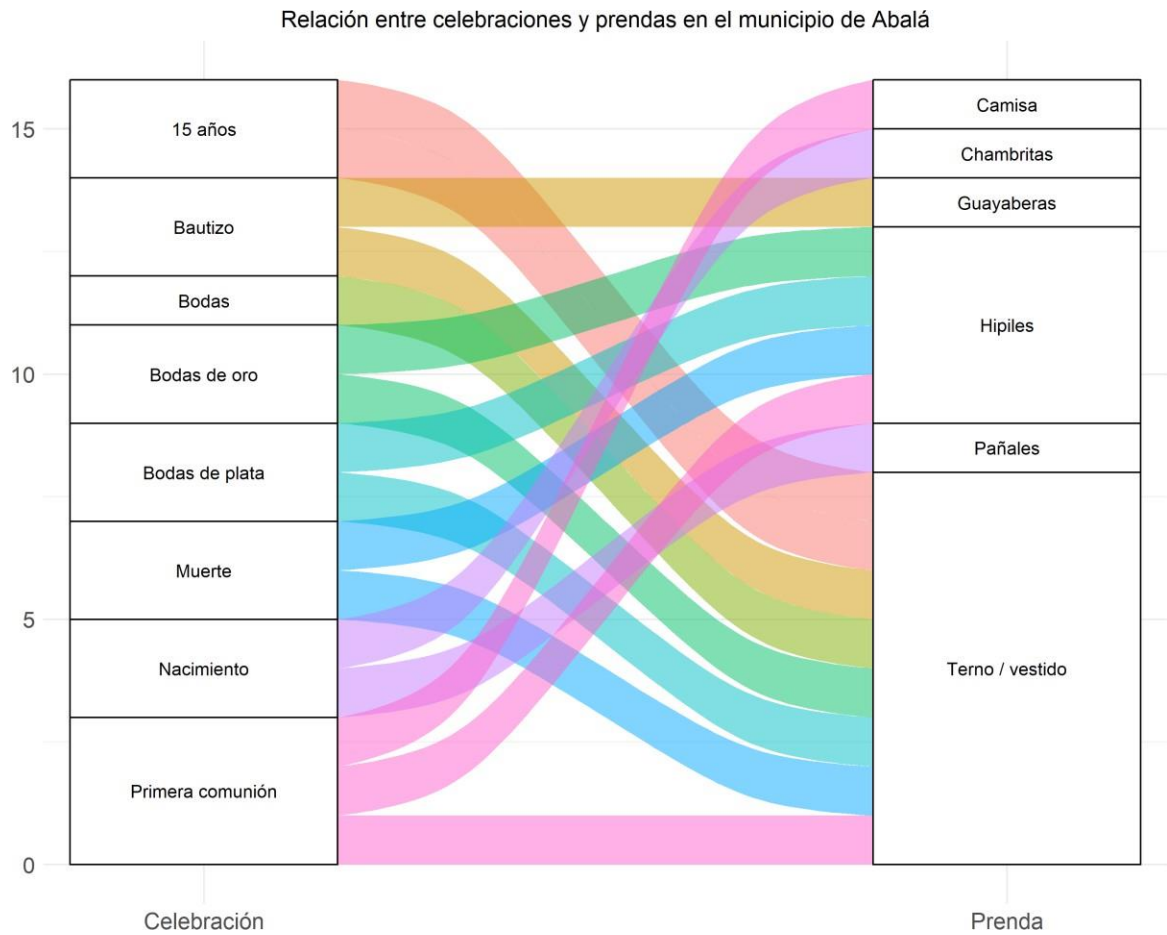 Relación entre celebraciones y prendas en el municipio de Abalá
15
10
5
0
15 años
Bautizo
Bodas
Bodas de oro
Bodas de plata
Muerte
Nacimiento
Primera comunión
Camisa
Chambritas
Guayaberas
Hipiles
Pañales
Terno / vestido
Celebración
Prenda